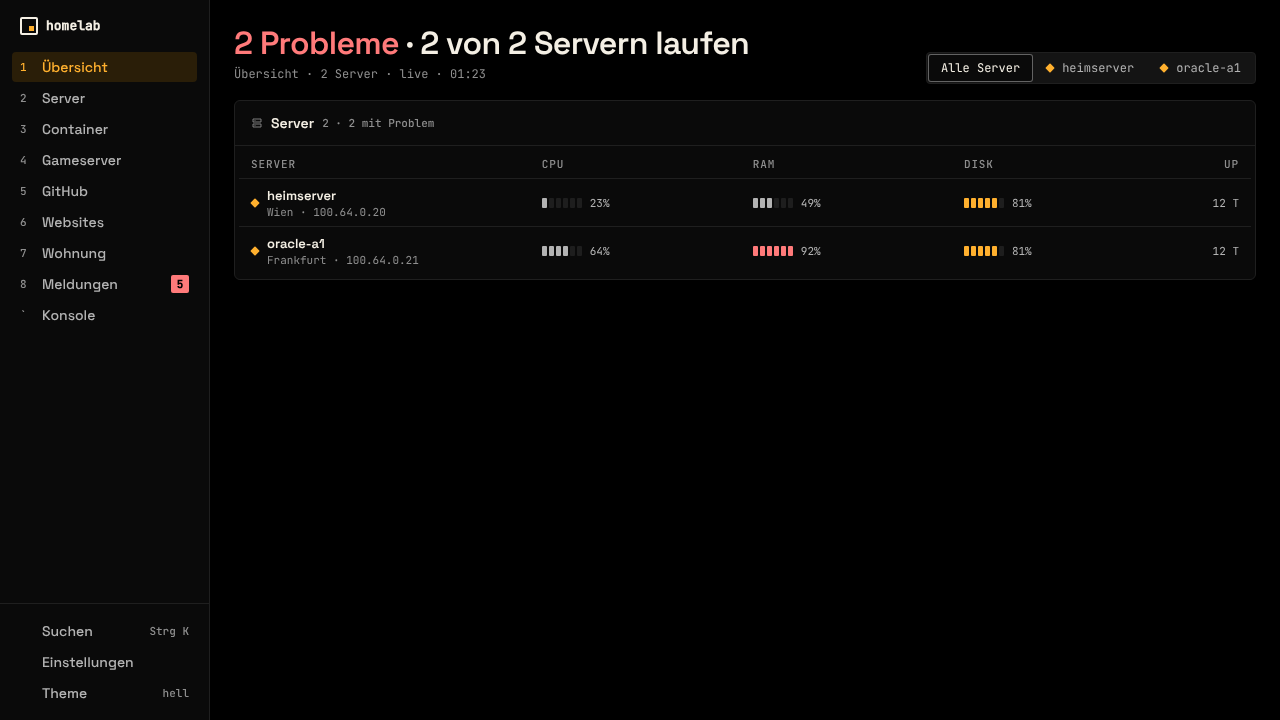 homelab
1 Übersicht
2 Server
3 Container
4 Gameserver
5 GitHub
6 Websites
7 Wohnung
8 Meldungen 5
` Konsole
Suchen Strg K
Einstellungen
Theme hell
2 Probleme · 2 von 2 Servern laufen
Übersicht · 2 Server · live · 01:23
Alle Server heimserver oracle-a1
Server 2 · 2 mit Problem
SERVER CPU RAM DISK UP
heimserver
Wien · 100.64.0.20
23% 49% 81% 12 T
oracle-a1
Frankfurt · 100.64.0.21
64% 92% 81% 12 T